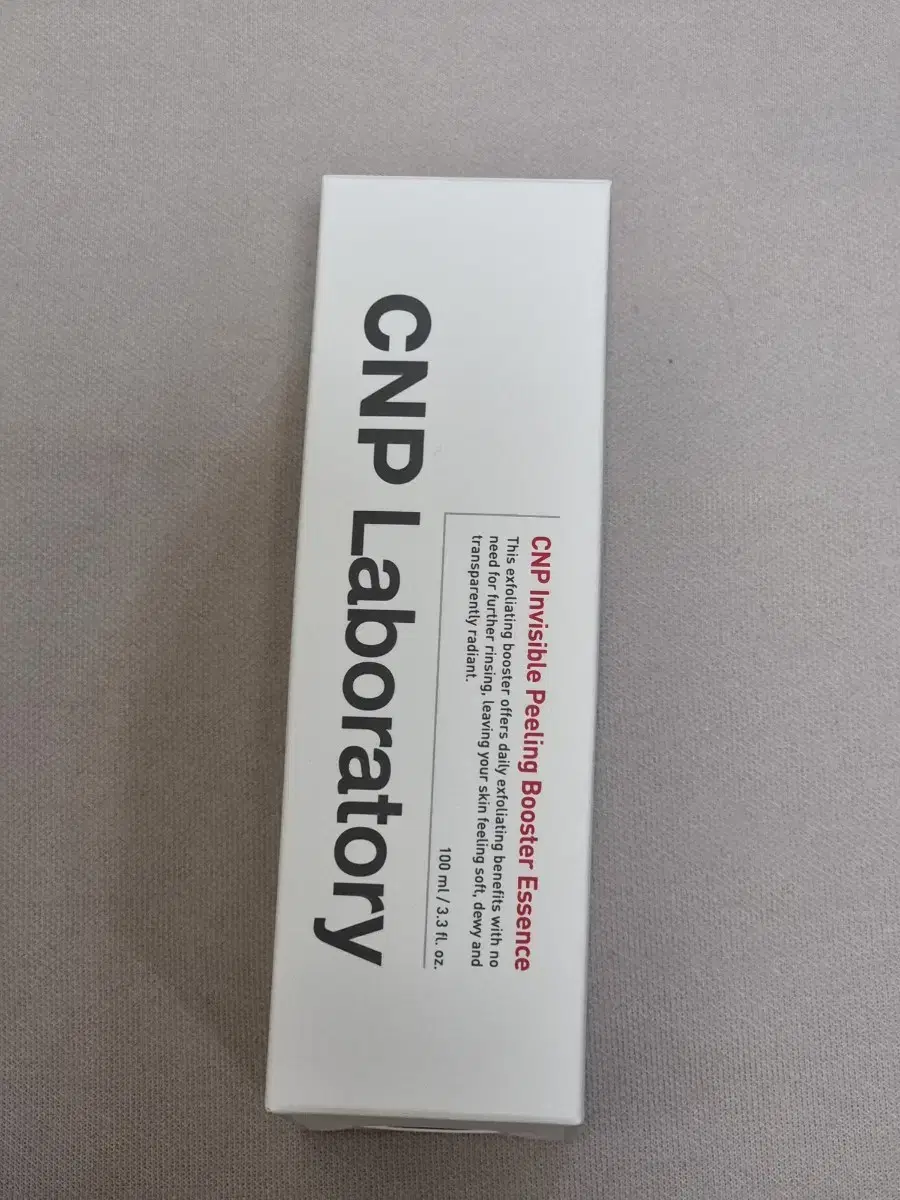 CNP Invisible Peeling Booster Essence
This exfoliating booster offers daily exfoliating benefits with no
need for further rinsing, leaving your skin feeling soft, dewy and
transparently radiant.
100 ml / 3.3 fl. oz.
CNP Laboratory